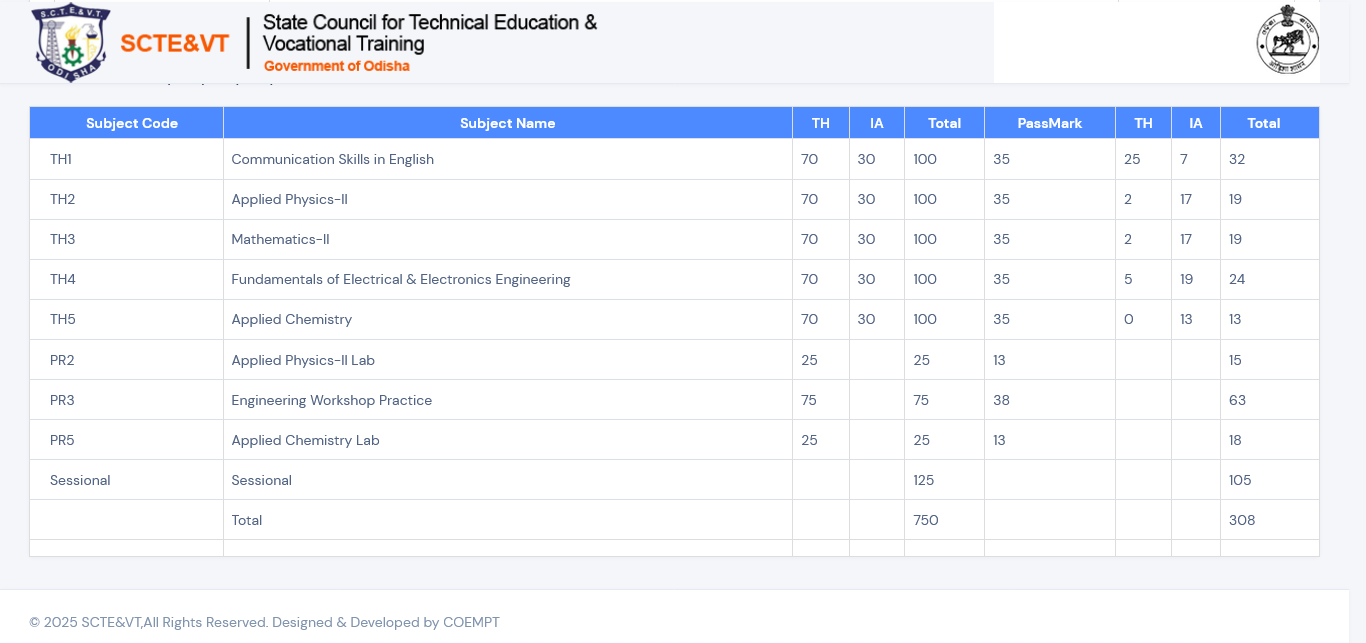 S.C.T.E.&V.T.
ODISHA
SCTE&VT
State Council for Technical Education &
Vocational Training
Government of Odisha
Subject Code Subject Name TH IA Total PassMark TH IA Total
TH1 Communication Skills in English 70 30 100 35 25 7 32
TH2 Applied Physics-II 70 30 100 35 2 17 19
TH3 Mathematics-II 70 30 100 35 2 17 19
TH4 Fundamentals of Electrical & Electronics Engineering 70 30 100 35 5 19 24
TH5 Applied Chemistry 70 30 100 35 0 13 13
PR2 Applied Physics-II Lab 25 25 13 15
PR3 Engineering Workshop Practice 75 75 38 63
PR5 Applied Chemistry Lab 25 25 13 18
Sessional Sessional 125 105
Total 750 308
© 2025 SCTE&VT,All Rights Reserved. Designed & Developed by COEMPT